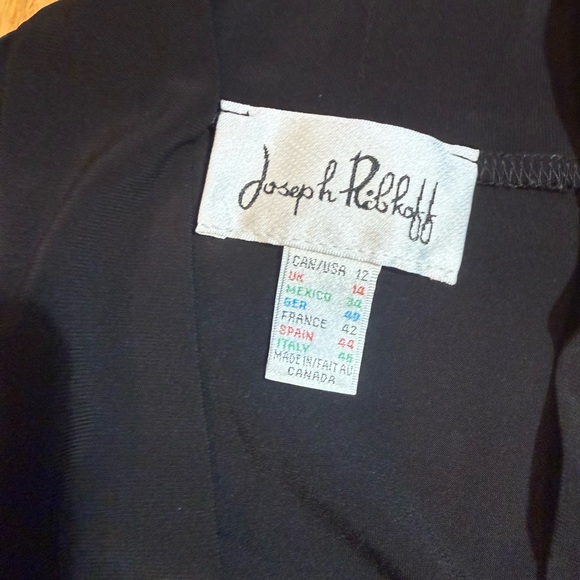 Joseph Ribkoff
CAN/USA 12
UK 14
MEXICO 34
GER 40
FRANCE 42
SPAIN 44
ITALY 46
MADE IN/FAIT AU
CANADA